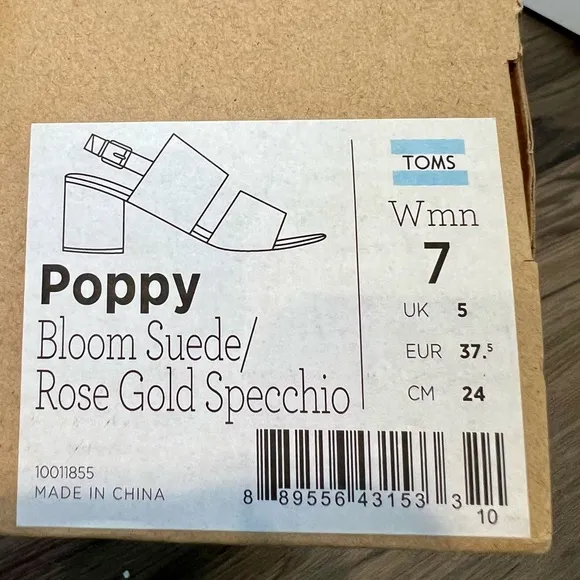 TOMS
Wmn
7
UK 5
EUR 37.5
CM 24
Poppy
Bloom Suede/
Rose Gold Specchio
10011855
MADE IN CHINA
8 89556 43153 3
10